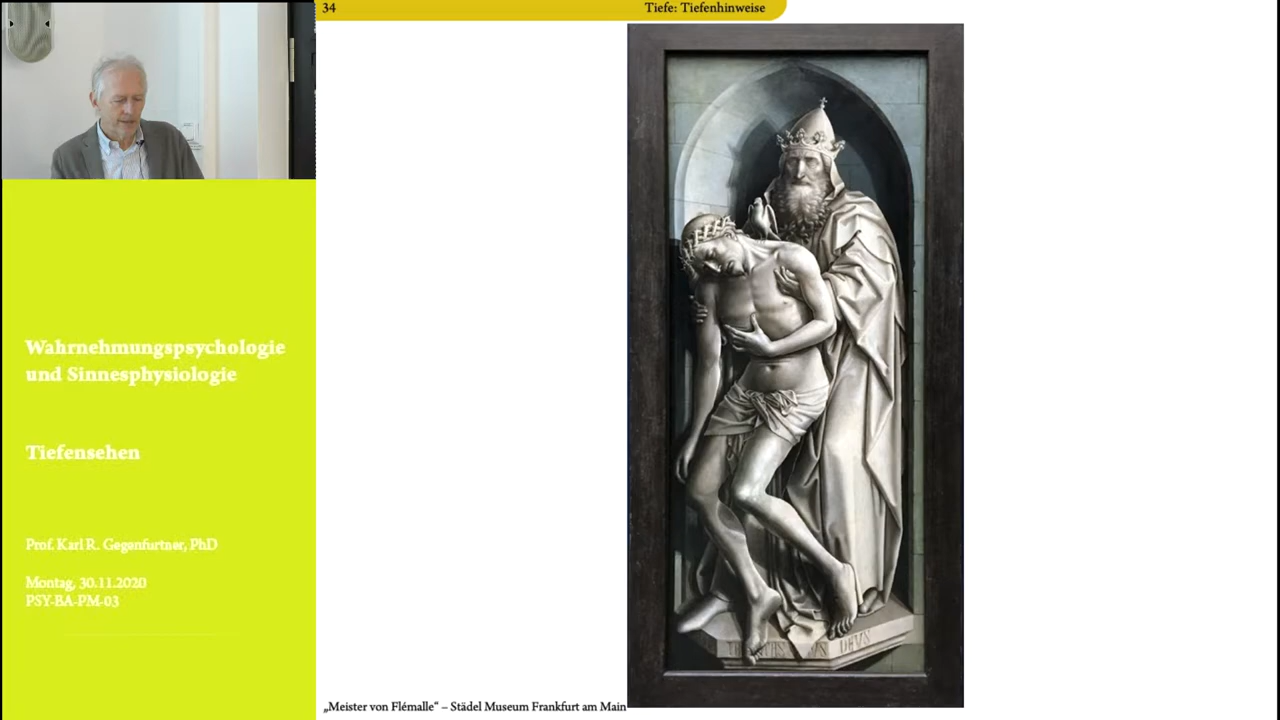 34
Tiefe: Tiefenhinweise
Wahrnehmungspsychologie
und Sinnesphysiologie
Tiefensehen
Prof. Karl R. Gegenfurtner, PhD
Montag, 30.11.2020
PSY-BA-PM-03
DEVS
„Meister von Flémalle“ – Städel Museum Frankfurt am Main